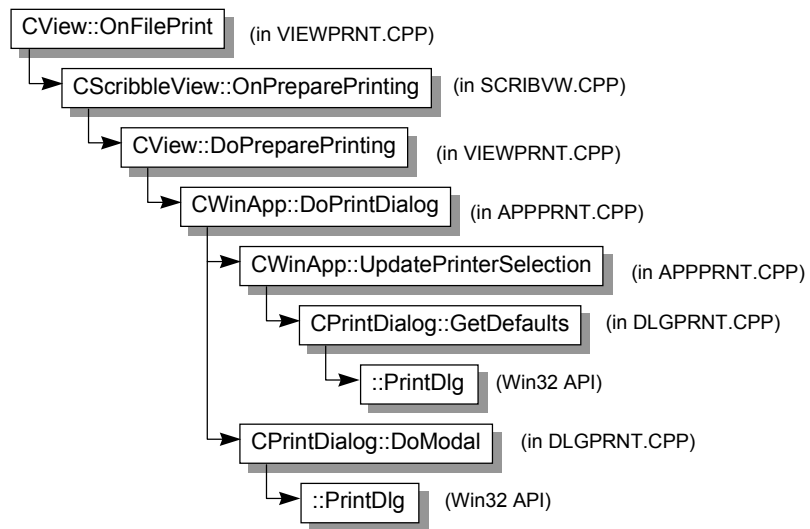 CView::OnFilePrint (in VIEWPRNT.CPP)
CScribbleView::OnPreparePrinting (in SCRIBVW.CPP)
CView::DoPreparePrinting (in VIEWPRNT.CPP)
CWinApp::DoPrintDialog (in APPPRNT.CPP)
CWinApp::UpdatePrinterSelection (in APPPRNT.CPP)
CPrintDialog::GetDefaults (in DLGPRNT.CPP)
::PrintDlg (Win32 API)
CPrintDialog::DoModal (in DLGPRNT.CPP)
::PrintDlg (Win32 API)